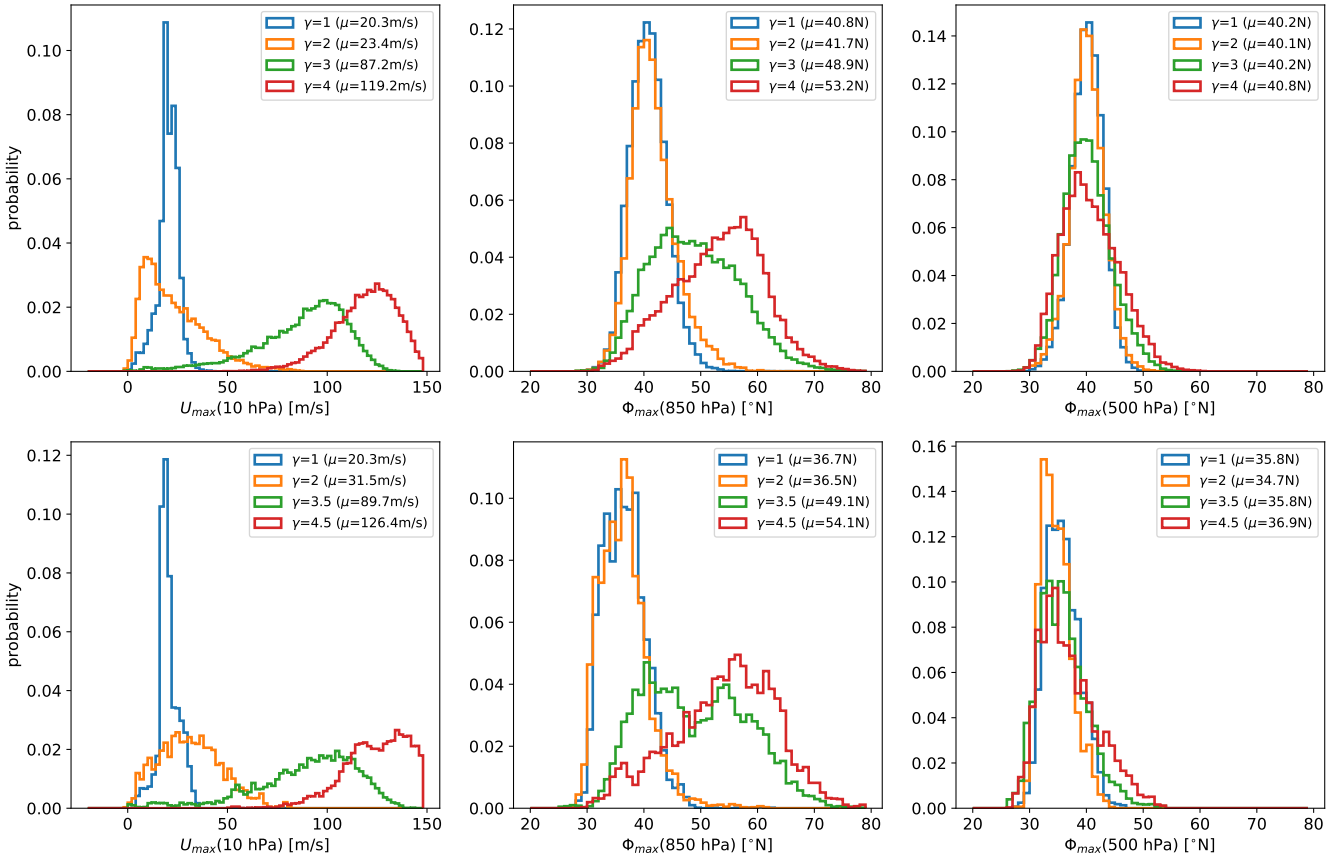 γ=1 (μ=20.3m/s)
γ=2 (μ=23.4m/s)
γ=3 (μ=87.2m/s)
γ=4 (μ=119.2m/s)
0.10
0.08
0.06
0.04
0.02
0.00
probability
0 50 100 150
U_max(10 hPa) [m/s]
γ=1 (μ=40.8N)
γ=2 (μ=41.7N)
γ=3 (μ=48.9N)
γ=4 (μ=53.2N)
0.12
0.10
0.08
0.06
0.04
0.02
0.00
20 30 40 50 60 70 80
Φ_max(850 hPa) [°N]
γ=1 (μ=40.2N)
γ=2 (μ=40.1N)
γ=3 (μ=40.2N)
γ=4 (μ=40.8N)
0.14
0.12
0.10
0.08
0.06
0.04
0.02
0.00
20 30 40 50 60 70 80
Φ_max(500 hPa) [°N]
γ=1 (μ=20.3m/s)
γ=2 (μ=31.5m/s)
γ=3.5 (μ=89.7m/s)
γ=4.5 (μ=126.4m/s)
0.12
0.10
0.08
0.06
0.04
0.02
0.00
probability
0 50 100 150
U_max(10 hPa) [m/s]
γ=1 (μ=36.7N)
γ=2 (μ=36.5N)
γ=3.5 (μ=49.1N)
γ=4.5 (μ=54.1N)
0.10
0.08
0.06
0.04
0.02
0.00
20 30 40 50 60 70 80
Φ_max(850 hPa) [°N]
γ=1 (μ=35.8N)
γ=2 (μ=34.7N)
γ=3.5 (μ=35.8N)
γ=4.5 (μ=36.9N)
0.16
0.14
0.12
0.10
0.08
0.06
0.04
0.02
0.00
20 30 40 50 60 70 80
Φ_max(500 hPa) [°N]